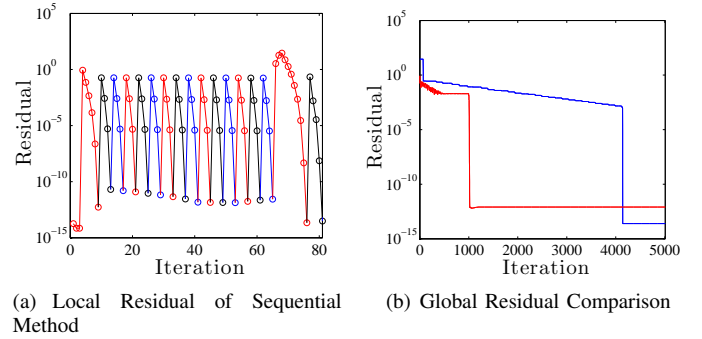 10^0
10^-5
10^-10
10^-15
Residual
0 20 40 60 80
Iteration
(a) Local Residual of Sequential
Method
10^5
10^0
10^-5
10^-10
10^-15
Residual
0 1000 2000 3000 4000 5000
Iteration
(b) Global Residual Comparison